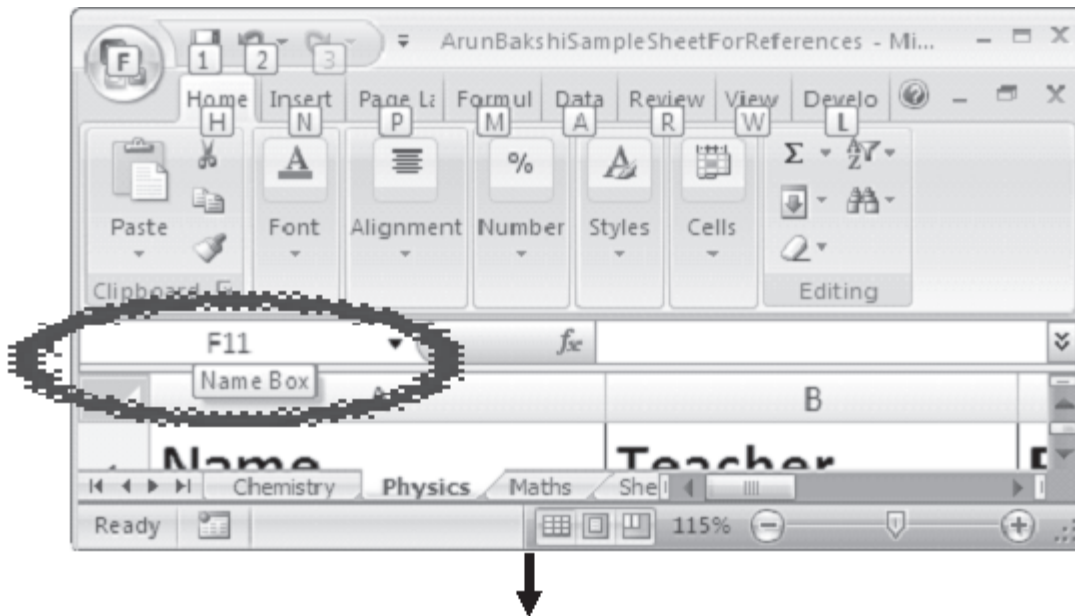 ArunBakshiSampleSheetForReferences - Mi...
F 1 2 3
Home Insert Page La Formul Data Review View Develo
H N P M A R W L
A % A Σ A Z
Paste Font Alignment Number Styles Cells
Clipboard Editing
F11 fx
Name Box
A B
Name Teacher
Chemistry Physics Maths She
Ready 115%